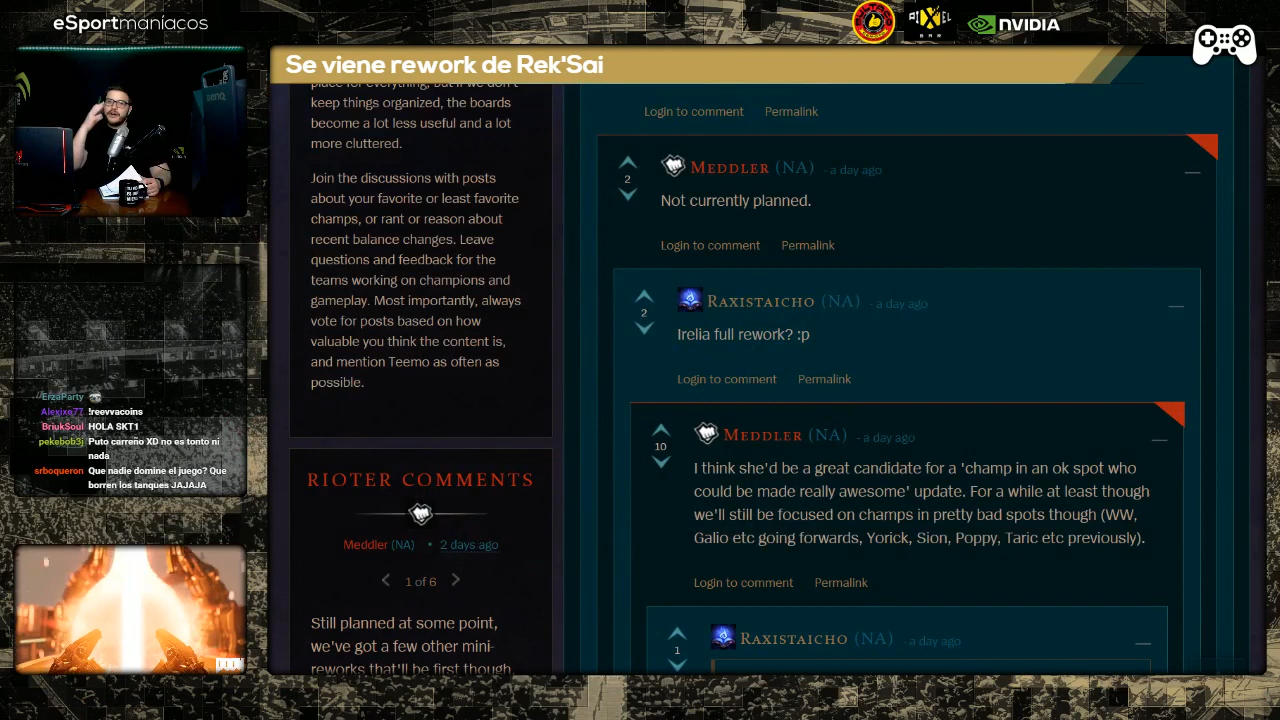 eSportmaníacos
PIXEL
BAR
NVIDIA
Se viene rework de Rek'Sai
keep things organized, the boards
become a lot less useful and a lot
more cluttered.
Join the discussions with posts
about your favorite or least favorite
champs, or rant or reason about
recent balance changes. Leave
questions and feedback for the
teams working on champions and
gameplay. Most importantly, always
vote for posts based on how
valuable you think the content is,
and mention Teemo as often as
possible.
RIOTER COMMENTS
Meddler (NA) • 2 days ago
1 of 6
Still planned at some point,
we've got a few other mini-
reworks that'll be first though
Login to comment Permalink
2
MEDDLER (NA) - a day ago
Not currently planned.
Login to comment Permalink
2
RAXISTAICHO (NA) - a day ago
Irelia full rework? :p
Login to comment Permalink
10
MEDDLER (NA) - a day ago
I think she'd be a great candidate for a 'champ in an ok spot who
could be made really awesome' update. For a while at least though
we'll still be focused on champs in pretty bad spots though (WW,
Galio etc going forwards, Yorick, Sion, Poppy, Taric etc previously).
Login to comment Permalink
1
RAXISTAICHO (NA) - a day ago
ErzaParty
Alexixe77 !reevvacoins
BriukSoul HOLA SKT1
pekebob3j Puto carreño XD no es tonto ni
nada
srboqueron Que nadie domine el juego? Que
borren los tanques JAJAJA